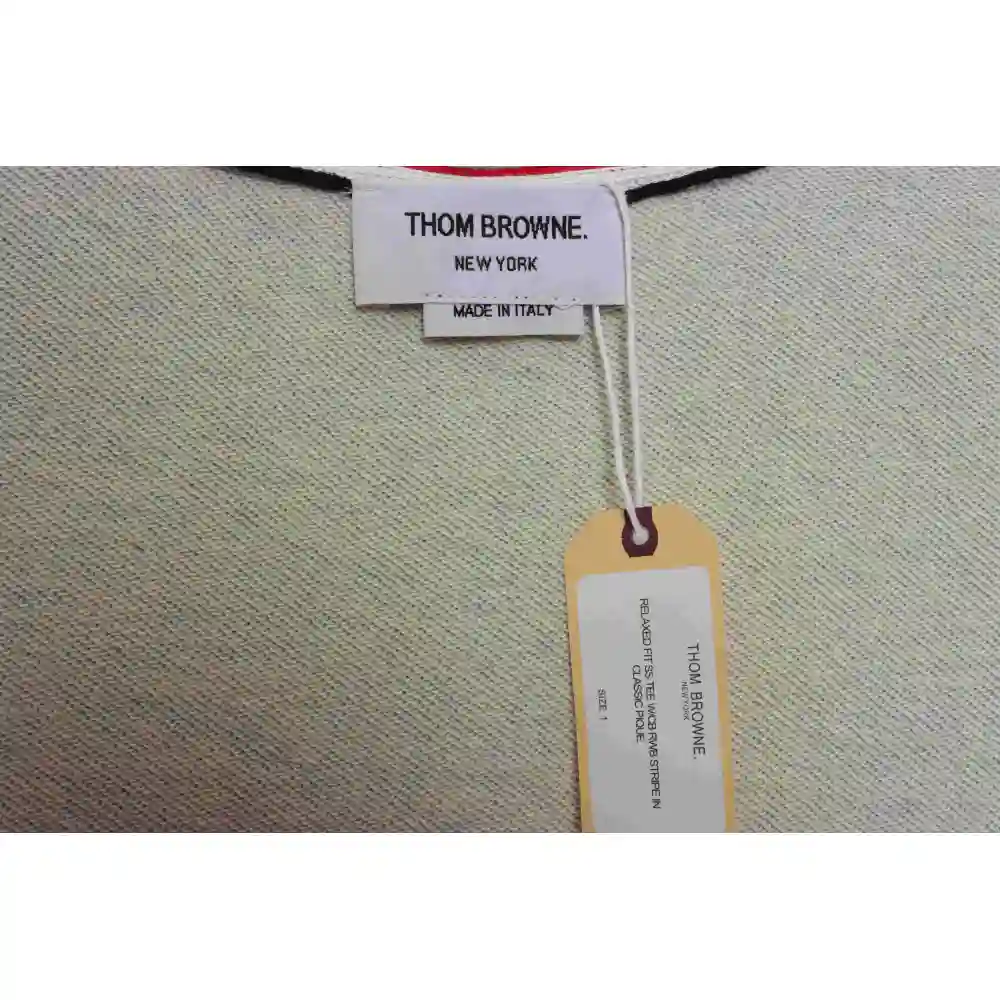 THOM BROWNE.
NEW YORK
MADE IN ITALY
THOM BROWNE.
NEW YORK
RELAXED FIT SS TEE W/CB RWB STRIPE IN
CLASSIC PIQUE
SIZE: 1